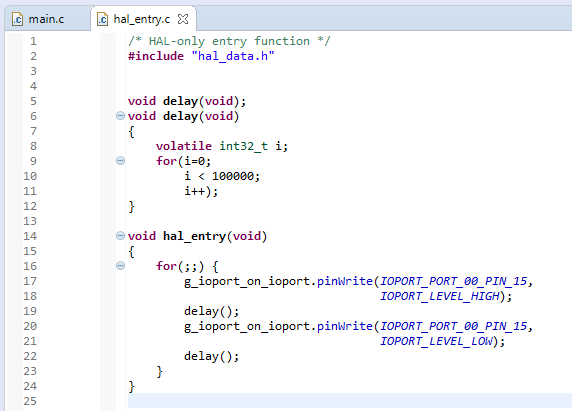 main.c hal_entry.c
1 /* HAL-only entry function */
2 #include "hal_data.h"
3
4
5 void delay(void);
6 void delay(void)
7 {
8     volatile int32_t i;
9     for(i=0;
10         i < 100000;
11         i++);
12 }
13
14 void hal_entry(void)
15 {
16     for(;;) {
17         g_ioport_on_ioport.pinWrite(IOPORT_PORT_00_PIN_15,
18                                     IOPORT_LEVEL_HIGH);
19         delay();
20         g_ioport_on_ioport.pinWrite(IOPORT_PORT_00_PIN_15,
21                                     IOPORT_LEVEL_LOW);
22         delay();
23     }
24 }
25